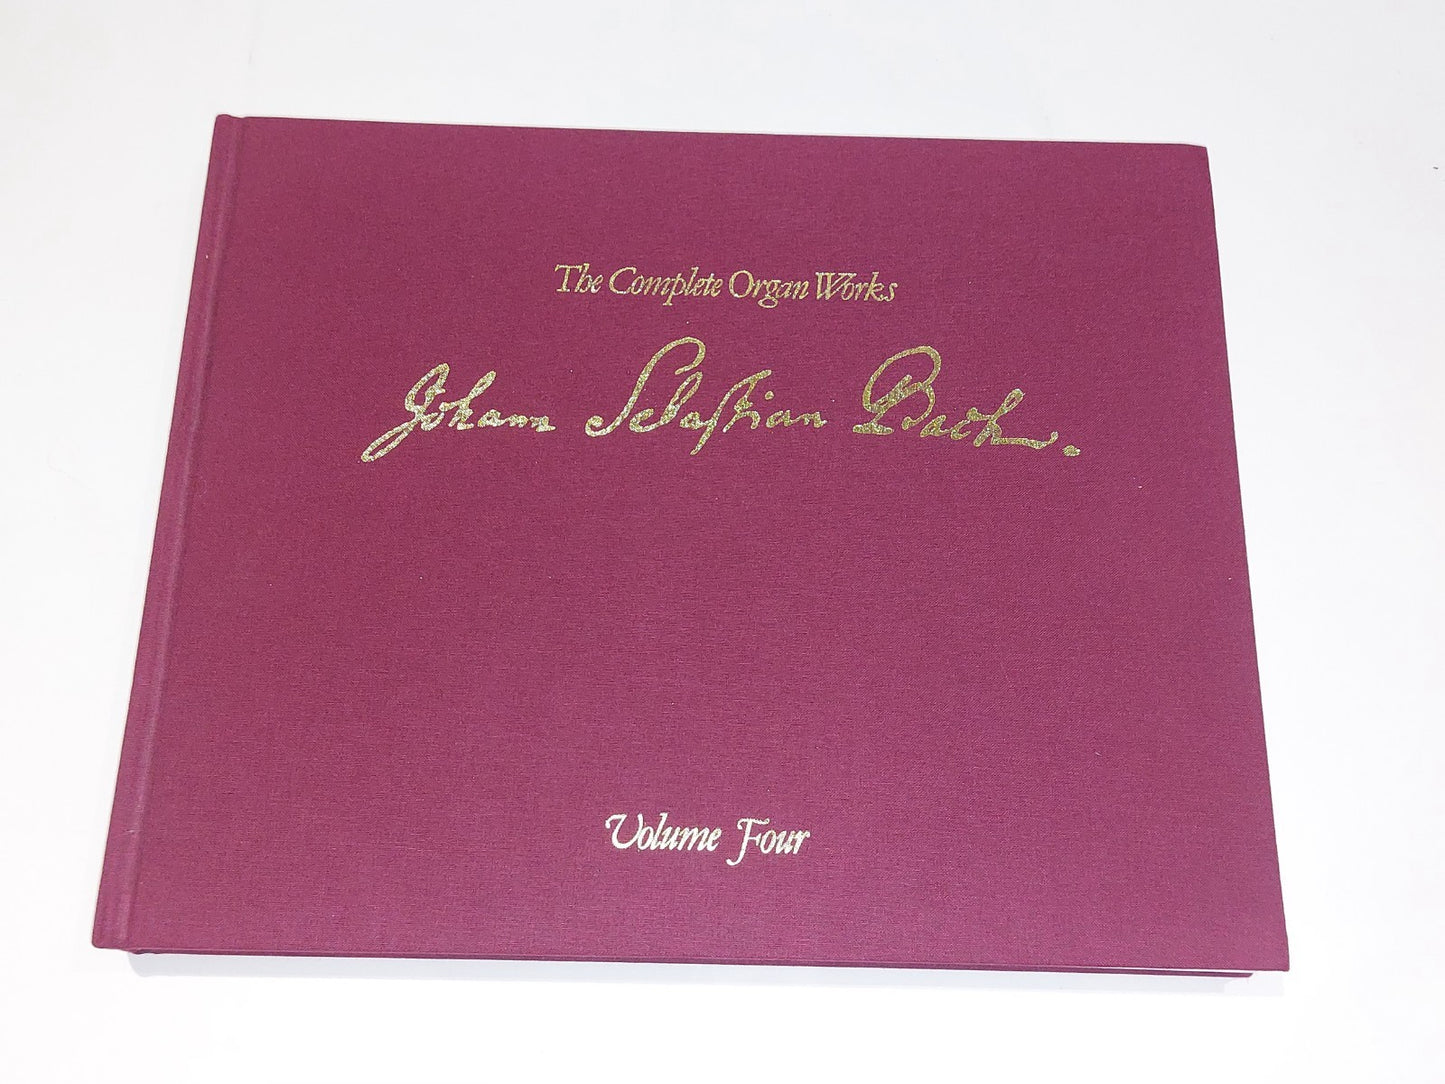 The Complete Organ Works
Johann Sebastian Bach.
Volume Four